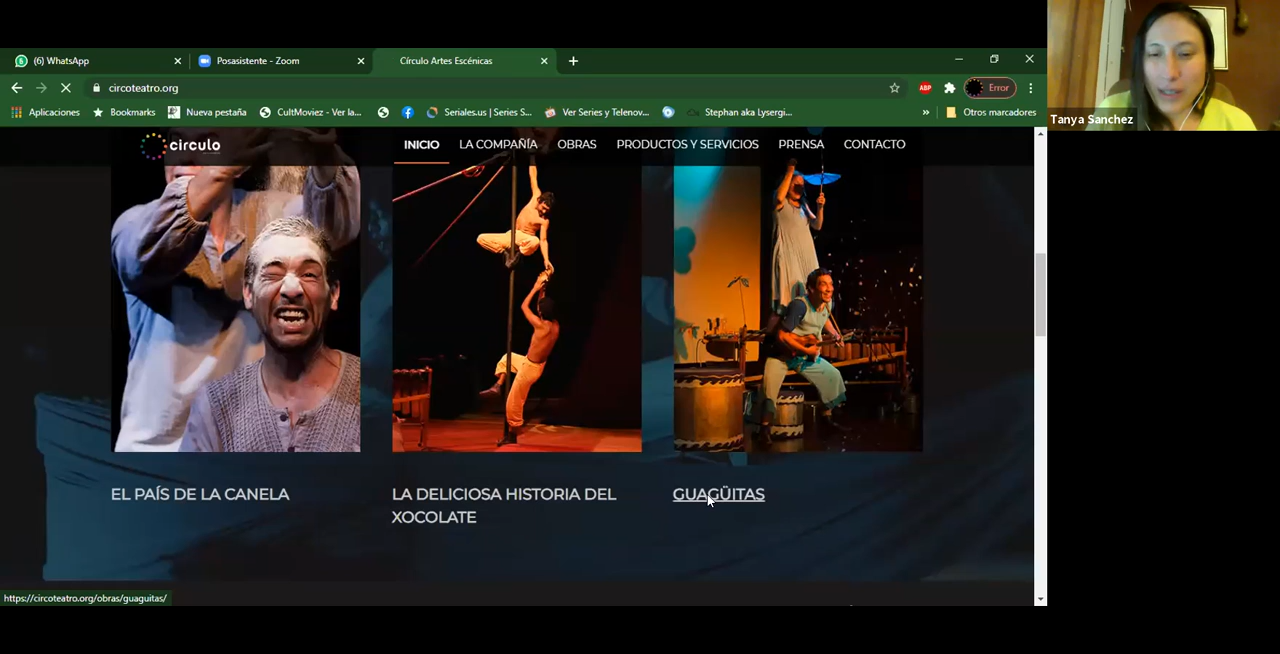 (6) WhatsApp
Posasistente - Zoom
Círculo Artes Escénicas
circoteatro.org
ABP
Error
Aplicaciones
Bookmarks
Nueva pestaña
CultMoviez - Ver la...
Seriales.us | Series S...
Ver Series y Telenov...
Stephan aka Lysergi...
»
Otros marcadores
Tanya Sanchez
círculo
INICIO
LA COMPAÑÍA
OBRAS
PRODUCTOS Y SERVICIOS
PRENSA
CONTACTO
EL PAÍS DE LA CANELA
LA DELICIOSA HISTORIA DEL
XOCOLATE
GUAGÜITAS
https://circoteatro.org/obras/guaguitas/